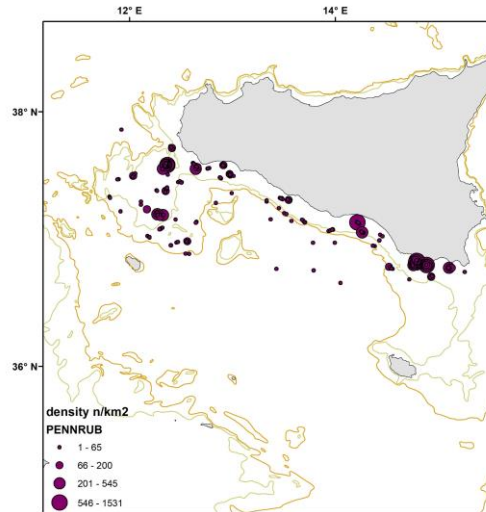 12° E 14° E
38° N
36° N
density n/km2
PENNRUB
1 - 65
66 - 200
201 - 545
546 - 1531